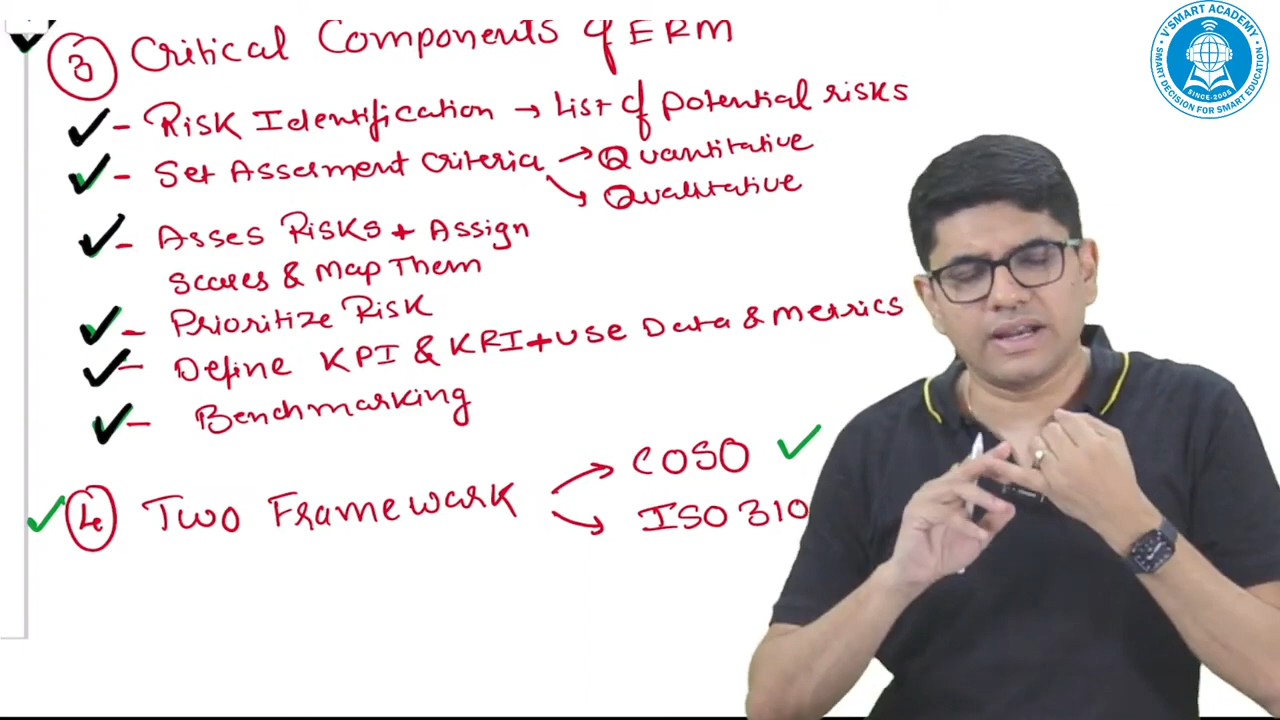 3 Critical Components of ERM
- Risk Identification → List of potential risks
- Set Assesment Criteria → Quantitative
Qualitative
- Asses Risks + Assign
Scores & Map Them
- Prioritize Risk
- Define KPI & KRI + Use Data & Metrics
- Benchmarking
4 Two Framework → COSO
ISO 310
V'SMART ACADEMY
SMART DECISION FOR SMART EDUCATION
SINCE-2005